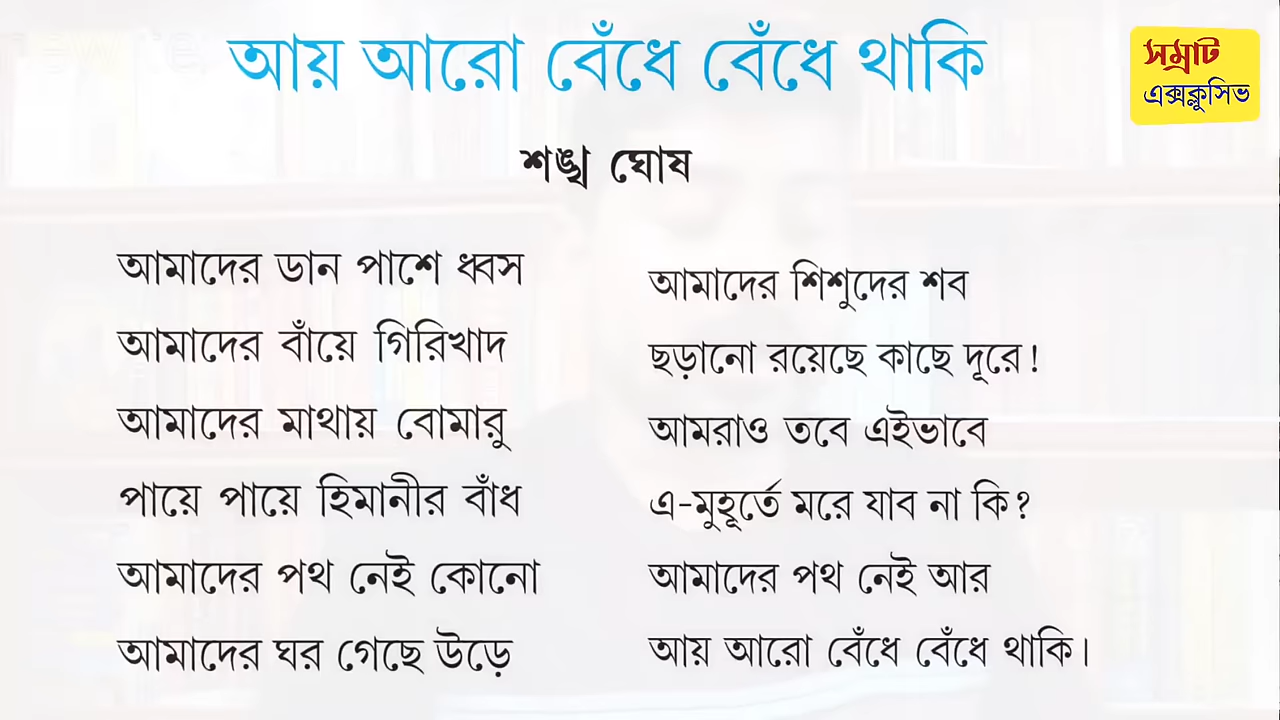 আয় আরো বেঁধে বেঁধে থাকি
সম্রাট
এক্সক্লুসিভ
শঙ্খ ঘোষ
আমাদের ডান পাশে ধ্বস
আমাদের বাঁয়ে গিরিখাদ
আমাদের মাথায় বোমারু
পায়ে পায়ে হিমানীর বাঁধ
আমাদের পথ নেই কোনো
আমাদের ঘর গেছে উড়ে
আমাদের শিশুদের শব
ছড়ানো রয়েছে কাছে দূরে!
আমরাও তবে এইভাবে
এ-মুহূর্তে মরে যাব না কি?
আমাদের পথ নেই আর
আয় আরো বেঁধে বেঁধে থাকি।